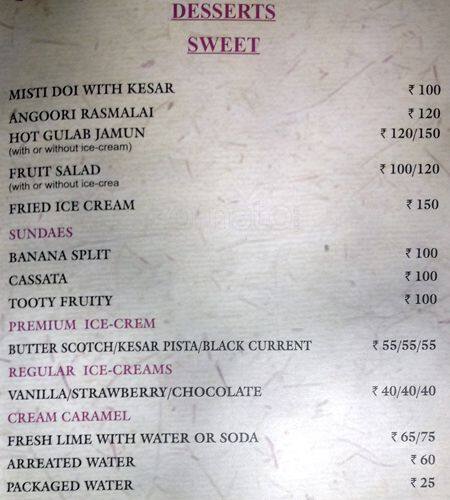 DESSERTS
SWEET
MISTI DOI WITH KESAR ₹ 100
ANGOORI RASMALAI ₹ 120
HOT GULAB JAMUN ₹ 120/150
(with or without ice-cream)
FRUIT SALAD ₹ 100/120
(with or without ice-crea
FRIED ICE CREAM ₹ 150
SUNDAES
BANANA SPLIT ₹ 100
CASSATA ₹ 100
TOOTY FRUITY ₹ 100
PREMIUM ICE-CREM
BUTTER SCOTCH/KESAR PISTA/BLACK CURRENT ₹ 55/55/55
REGULAR ICE-CREAMS
VANILLA/STRAWBERRY/CHOCOLATE ₹ 40/40/40
CREAM CARAMEL
FRESH LIME WITH WATER OR SODA ₹ 65/75
ARREATED WATER ₹ 60
PACKAGED WATER ₹ 25